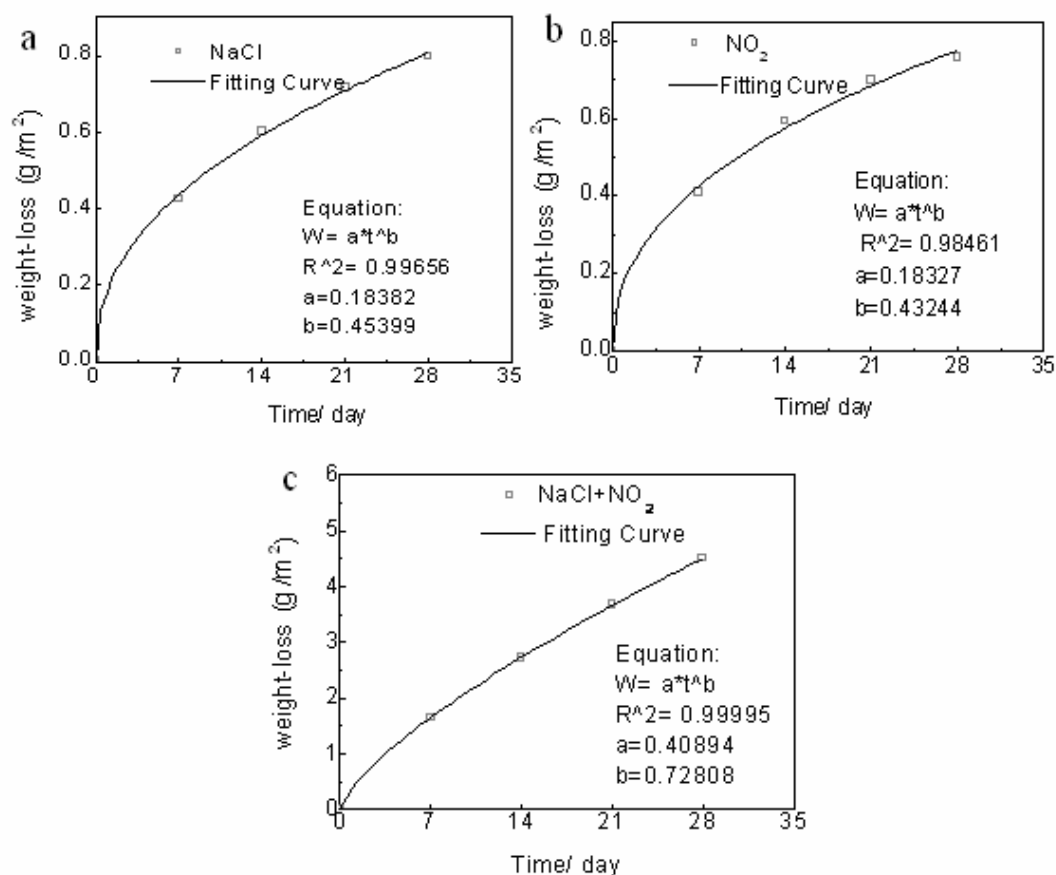 a
NaCl
Fitting Curve
Equation:
W= a*t^b
R^2= 0.99656
a=0.18382
b=0.45399
weight-loss (g/m²)
0.8
0.6
0.4
0.2
0.0
0 7 14 21 28 35
Time/ day
b
NO₂
Fitting Curve
Equation:
W= a*t^b
R^2= 0.98461
a=0.18327
b=0.43244
weight-loss (g/m²)
0.8
0.6
0.4
0.2
0.0
0 7 14 21 28 35
Time/ day
c
NaCl+NO₂
Fitting Curve
Equation:
W= a*t^b
R^2= 0.99995
a=0.40894
b=0.72808
weight-loss (g/m²)
6
5
4
3
2
1
0
0 7 14 21 28 35
Time/ day